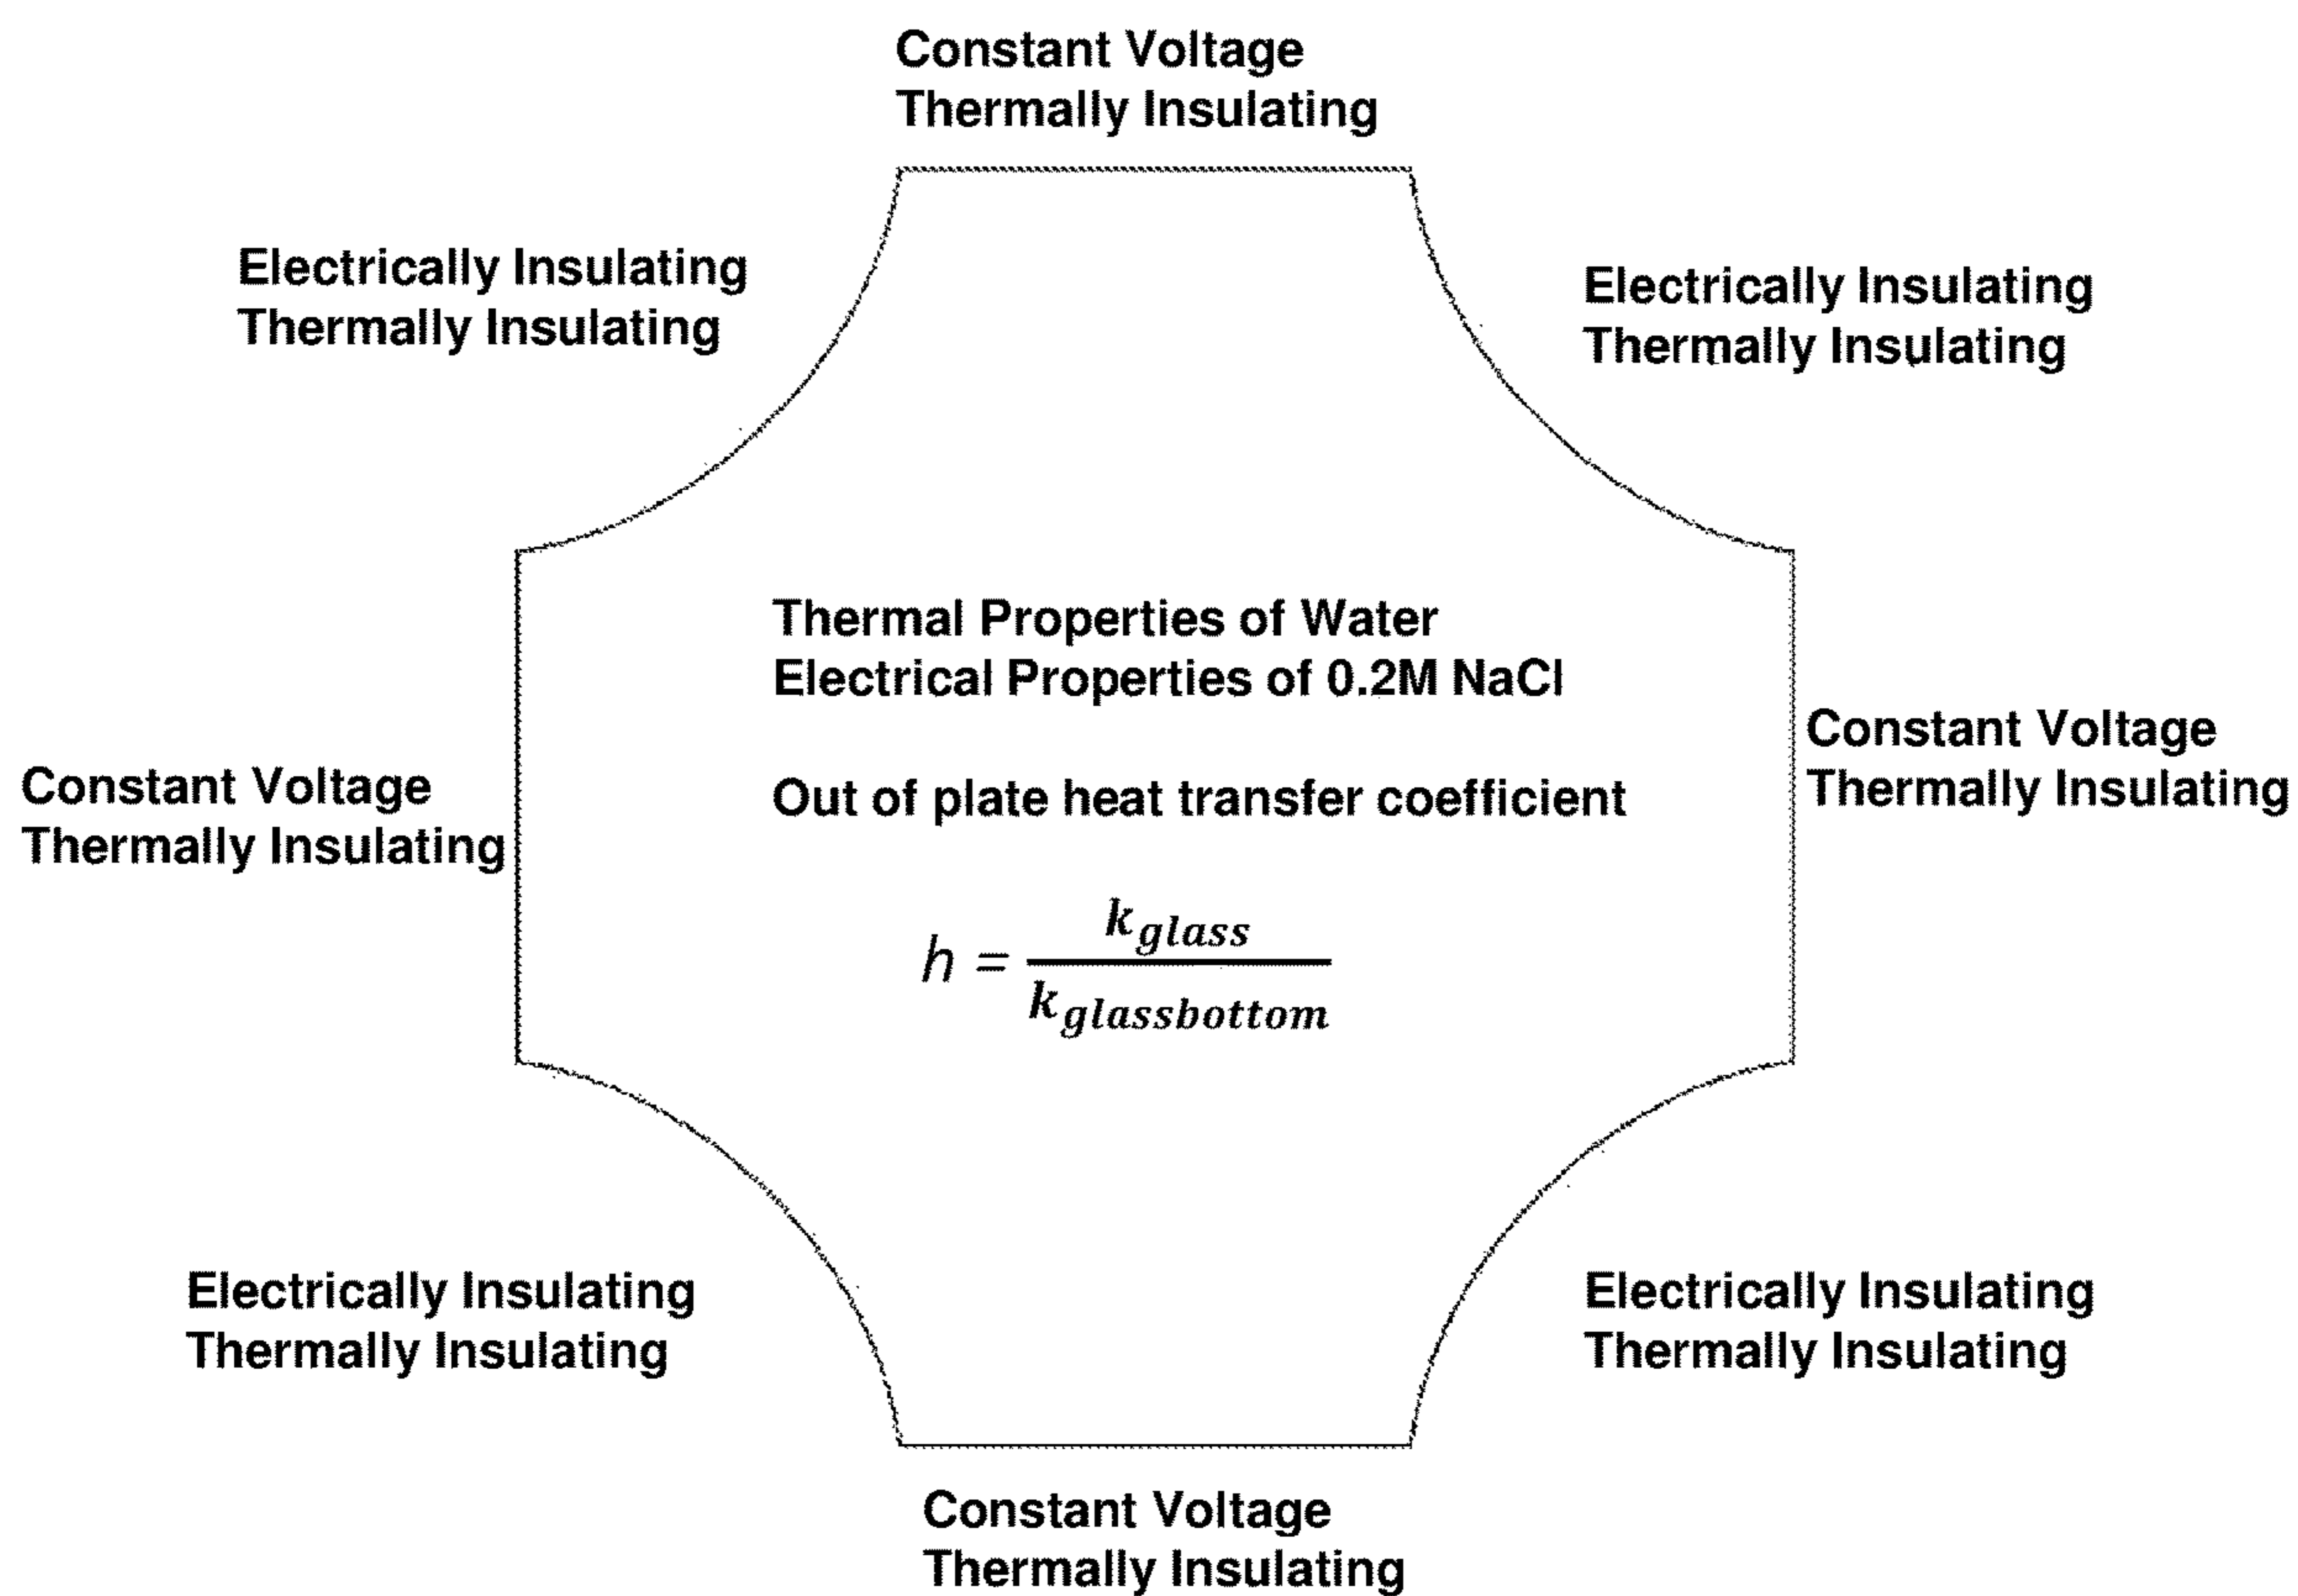 Constant Voltage
Thermally Insulating
Electrically Insulating
Thermally Insulating
Electrically Insulating
Thermally Insulating
Thermal Properties of Water
Electrical Properties of 0.2M NaCl
Out of plate heat transfer coefficient
h = k_glass / k_glassbottom
Constant Voltage
Thermally Insulating
Constant Voltage
Thermally Insulating
Electrically Insulating
Thermally Insulating
Electrically Insulating
Thermally Insulating
Constant Voltage
Thermally Insulating